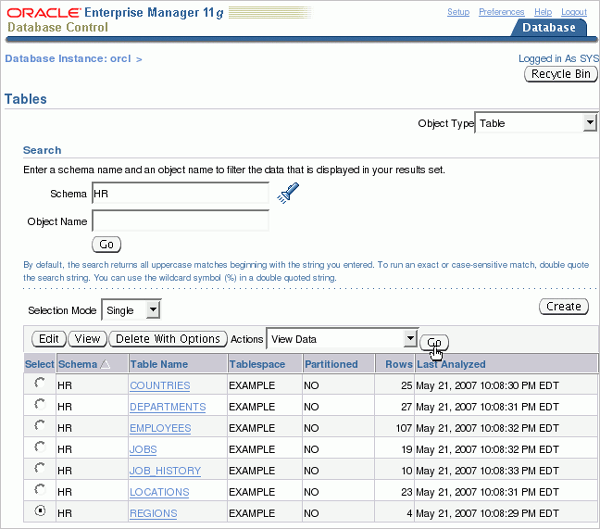 ORACLE Enterprise Manager 11g
Database Control
Setup Preferences Help Logout
Database
Database Instance: orcl >
Logged in As SYS
Recycle Bin
Tables
Object Type Table
Search
Enter a schema name and an object name to filter the data that is displayed in your results set.
Schema HR
Object Name
Go
By default, the search returns all uppercase matches beginning with the string you entered. To run an exact or case-sensitive match, double quote
the search string. You can use the wildcard symbol (%) in a double quoted string.
Selection Mode Single
Create
Edit View Delete With Options Actions View Data Go
Select Schema Table Name Tablespace Partitioned Rows Last Analyzed
HR COUNTRIES EXAMPLE NO 25 May 21, 2007 10:08:30 PM EDT
HR DEPARTMENTS EXAMPLE NO 27 May 21, 2007 10:08:31 PM EDT
HR EMPLOYEES EXAMPLE NO 107 May 21, 2007 10:08:32 PM EDT
HR JOBS EXAMPLE NO 19 May 21, 2007 10:08:32 PM EDT
HR JOB_HISTORY EXAMPLE NO 10 May 21, 2007 10:08:33 PM EDT
HR LOCATIONS EXAMPLE NO 23 May 21, 2007 10:08:31 PM EDT
HR REGIONS EXAMPLE NO 4 May 21, 2007 10:08:29 PM EDT